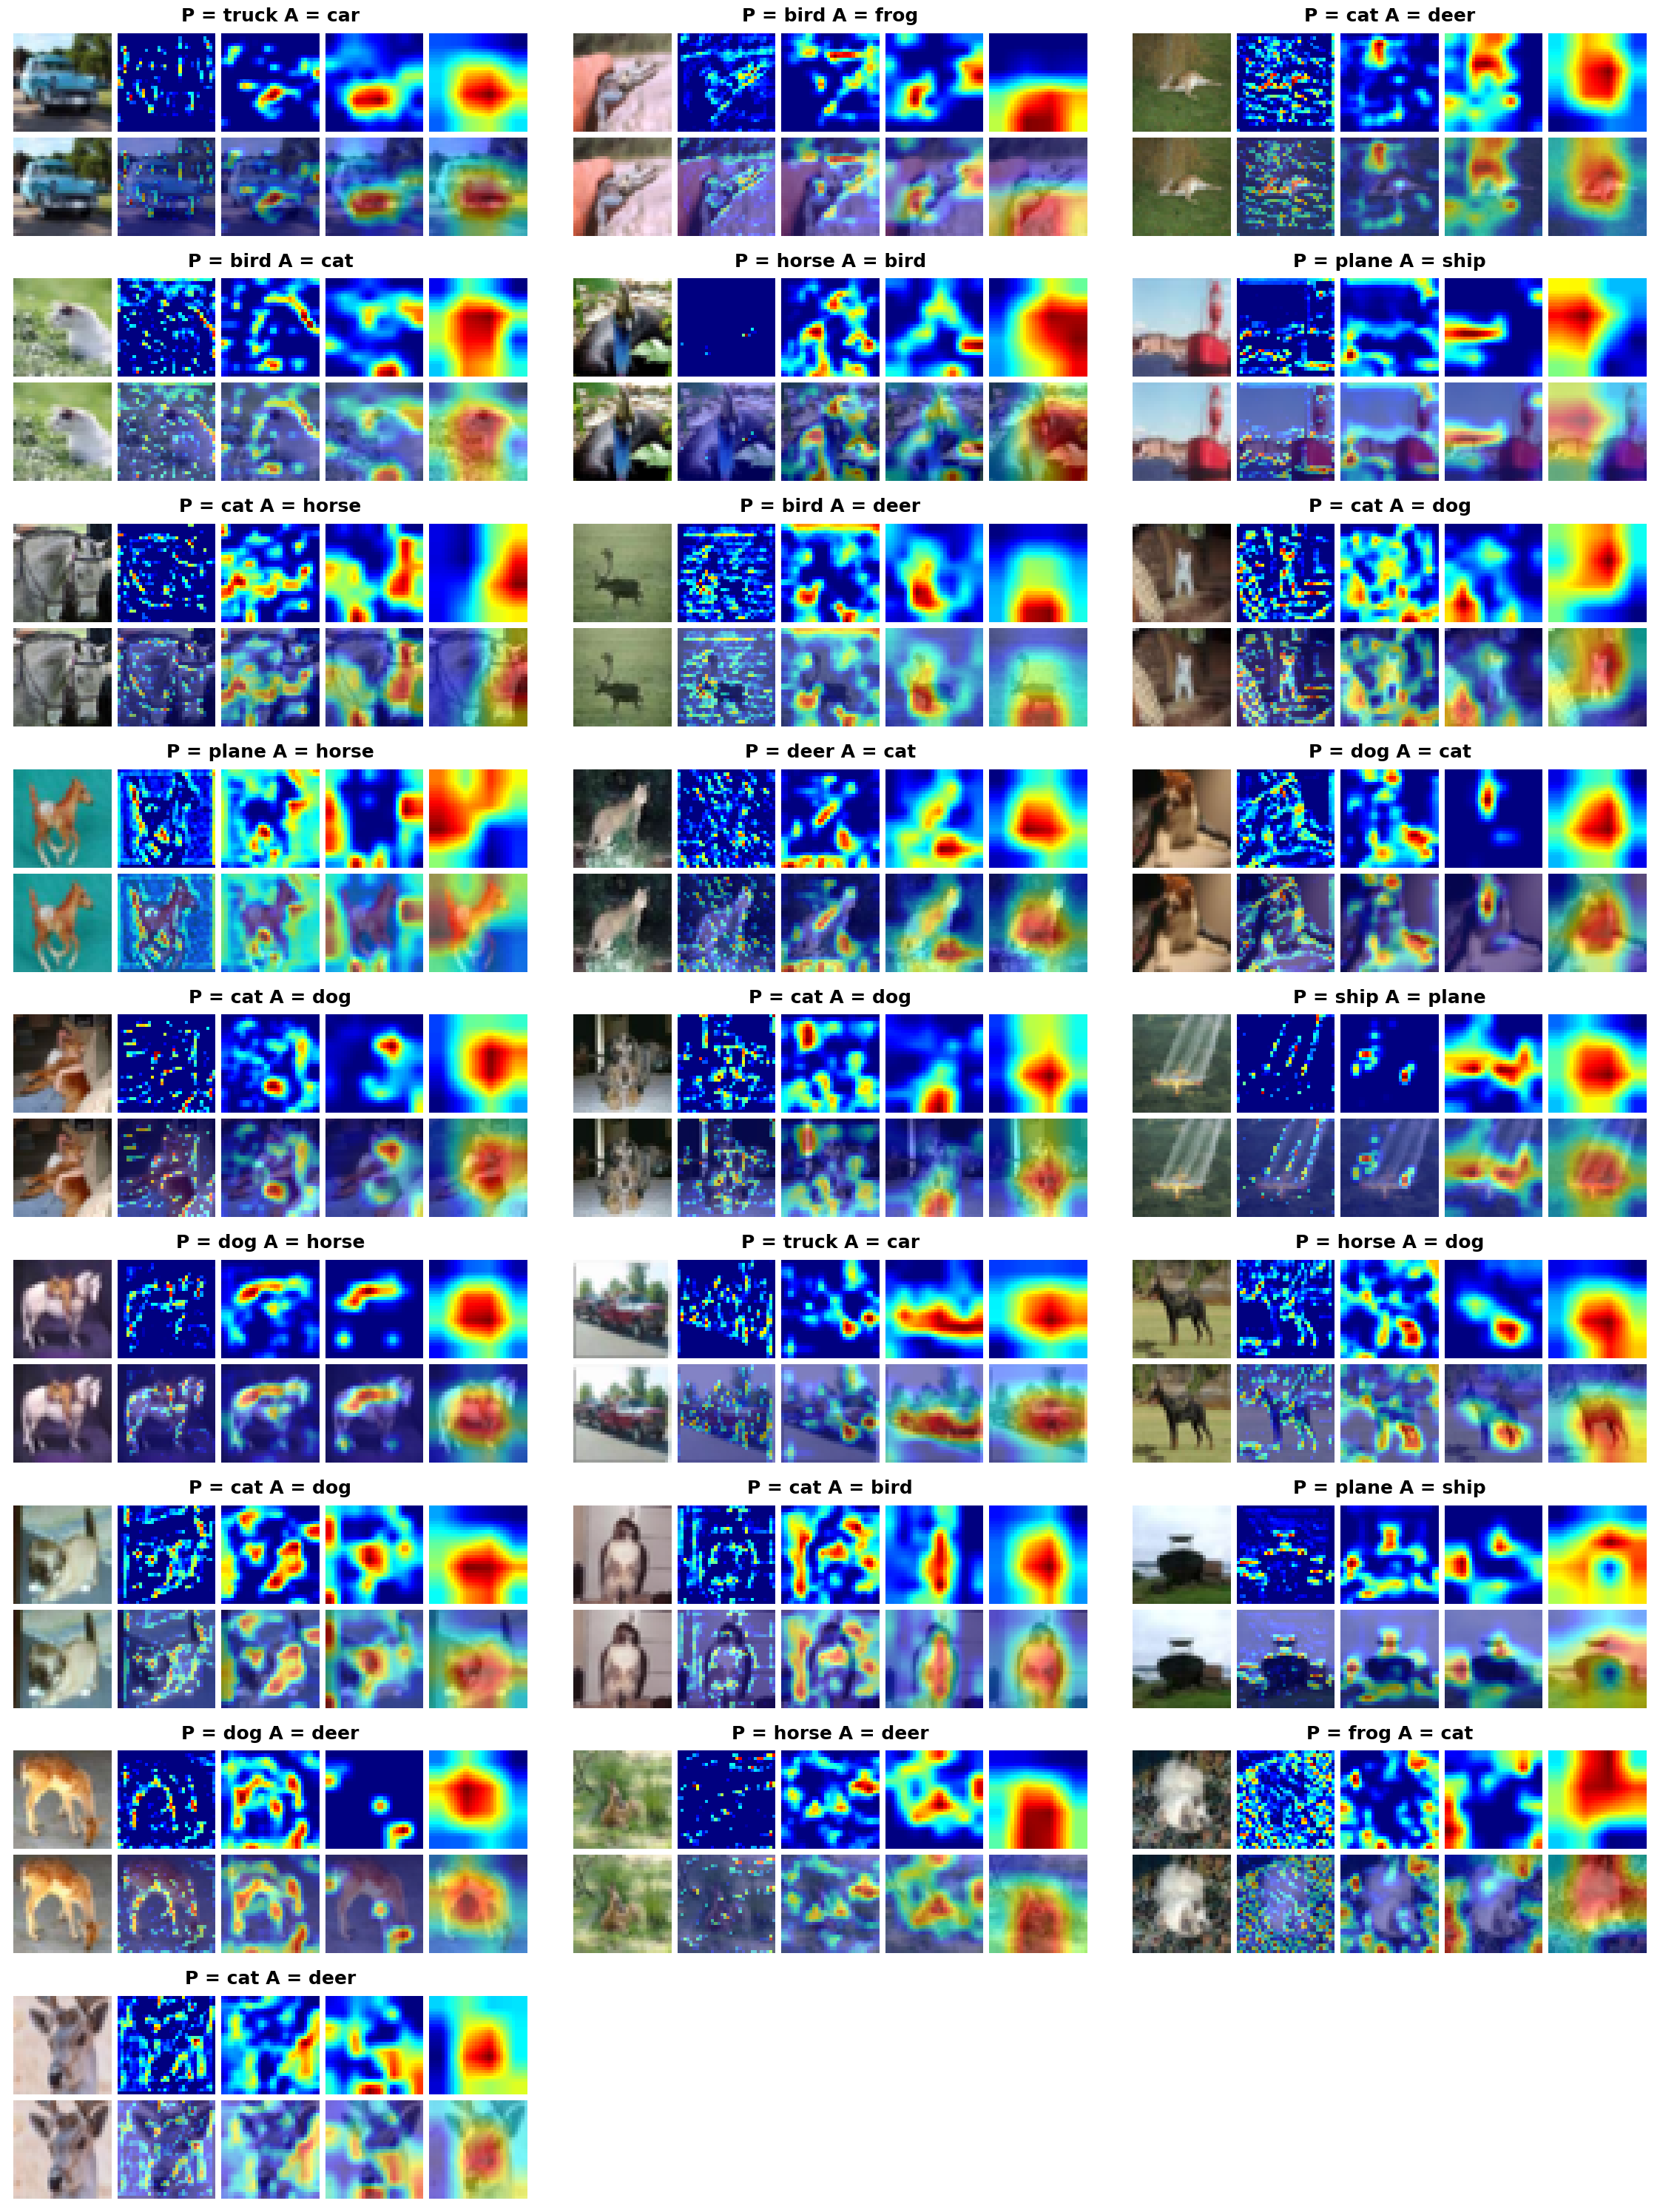 P = truck A = car
P = bird A = frog
P = cat A = deer
P = bird A = cat
P = horse A = bird
P = plane A = ship
P = cat A = horse
P = bird A = deer
P = cat A = dog
P = plane A = horse
P = deer A = cat
P = dog A = cat
P = cat A = dog
P = cat A = dog
P = ship A = plane
P = dog A = horse
P = truck A = car
P = horse A = dog
P = cat A = dog
P = cat A = bird
P = plane A = ship
P = dog A = deer
P = horse A = deer
P = frog A = cat
P = cat A = deer